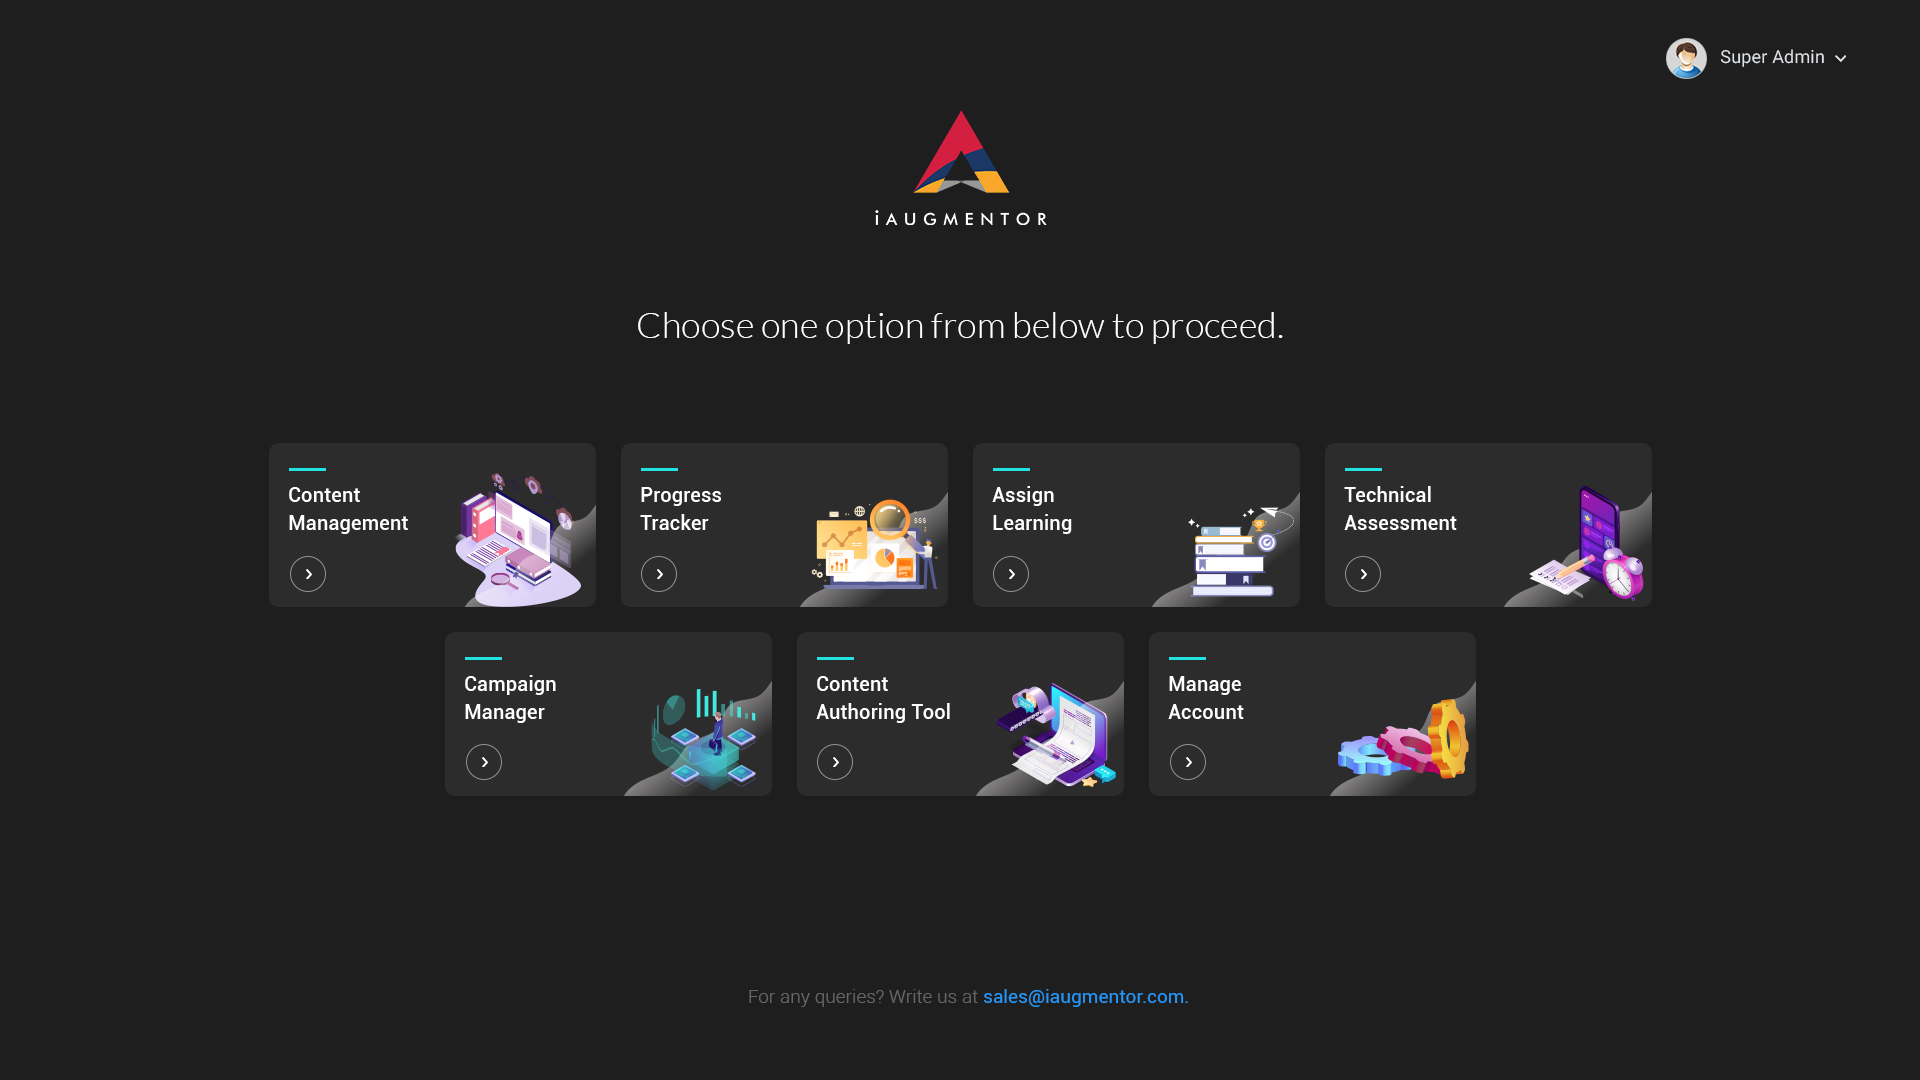 Super Admin
iAUGMENTOR
Choose one option from below to proceed.
Content
Management
Progress
Tracker
$$$
Assign
Learning
Technical
Assessment
Campaign
Manager
Content
Authoring Tool
Manage
Account
For any queries? Write us at sales@iaugmentor.com.